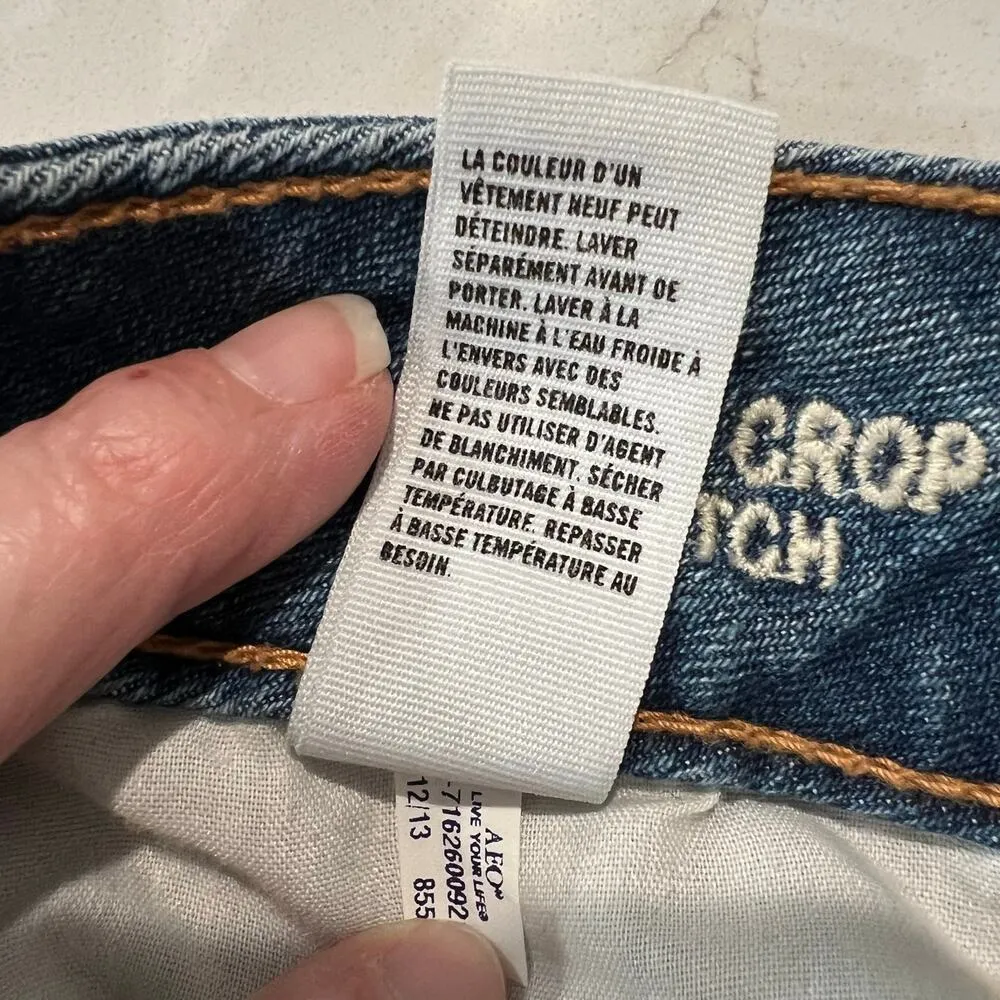 LA COULEUR D'UN
VÊTEMENT NEUF PEUT
DÉTEINDRE. LAVER
SÉPARÉMENT AVANT DE
PORTER. LAVER À LA
MACHINE À L'EAU FROIDE À
L'ENVERS AVEC DES
COULEURS SEMBLABLES.
NE PAS UTILISER D'AGENT
DE BLANCHIMENT. SÉCHER
PAR CULBUTAGE À BASSE
TEMPÉRATURE. REPASSER
À BASSE TEMPÉRATURE AU
BESOIN.
CROP
TCH
AEO
LIVE YOUR LIFE®
-716260092
12/13 855